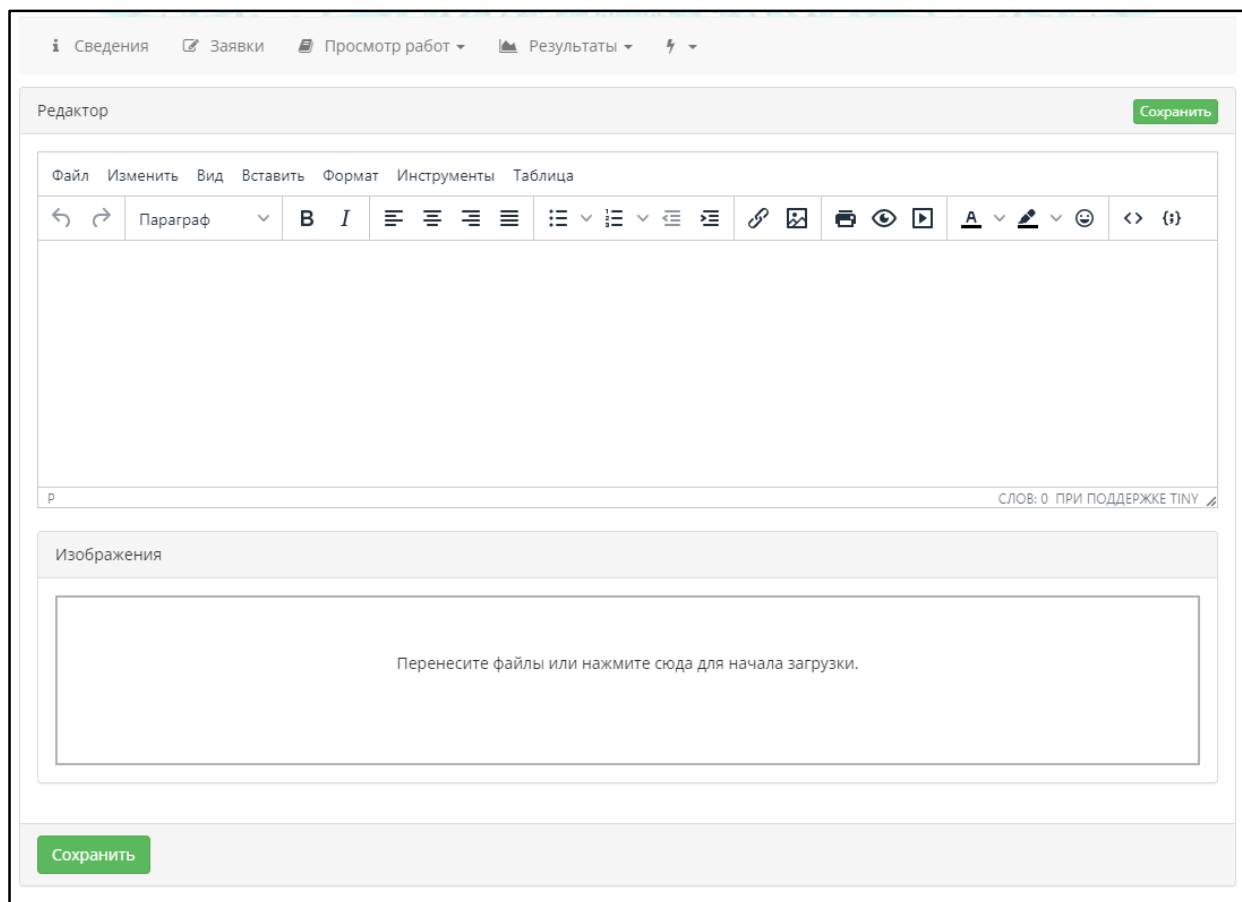 Сведения Заявки Просмотр работ Результаты
Редактор Сохранить
Файл Изменить Вид Вставить Формат Инструменты Таблица
Параграф B I A <> {;}
P СЛОВ: 0 ПРИ ПОДДЕРЖКЕ TINY
Изображения
Перенесите файлы или нажмите сюда для начала загрузки.
Сохранить